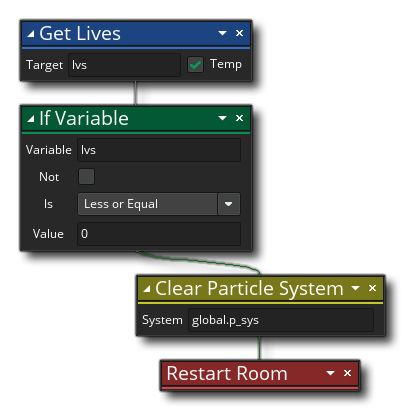 Get Lives
Target lvs Temp
If Variable
Variable lvs
Not
Is Less or Equal
Value 0
Clear Particle System
System global.p_sys
Restart Room